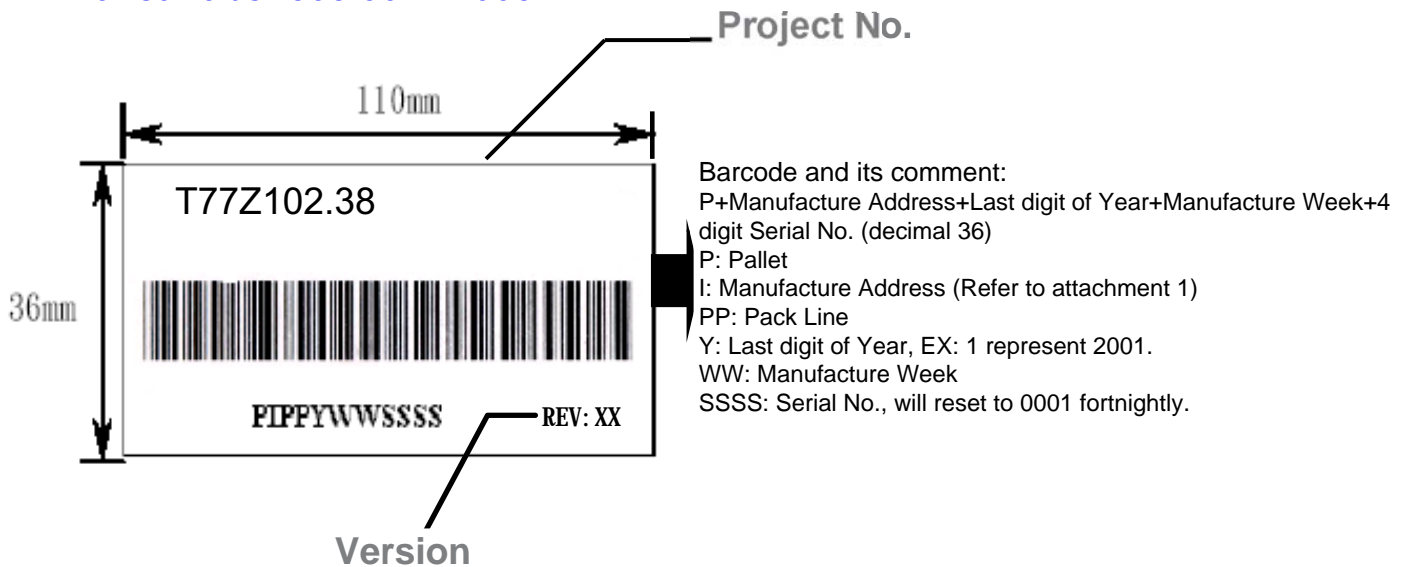 Project No.
110mm
T77Z102.38
36mm
PIPPYWWSSSS
REV: XX
Version
Barcode and its comment:
P+Manufacture Address+Last digit of Year+Manufacture Week+4
digit Serial No. (decimal 36)
P: Pallet
I: Manufacture Address (Refer to attachment 1)
PP: Pack Line
Y: Last digit of Year, EX: 1 represent 2001.
WW: Manufacture Week
SSSS: Serial No., will reset to 0001 fortnightly.